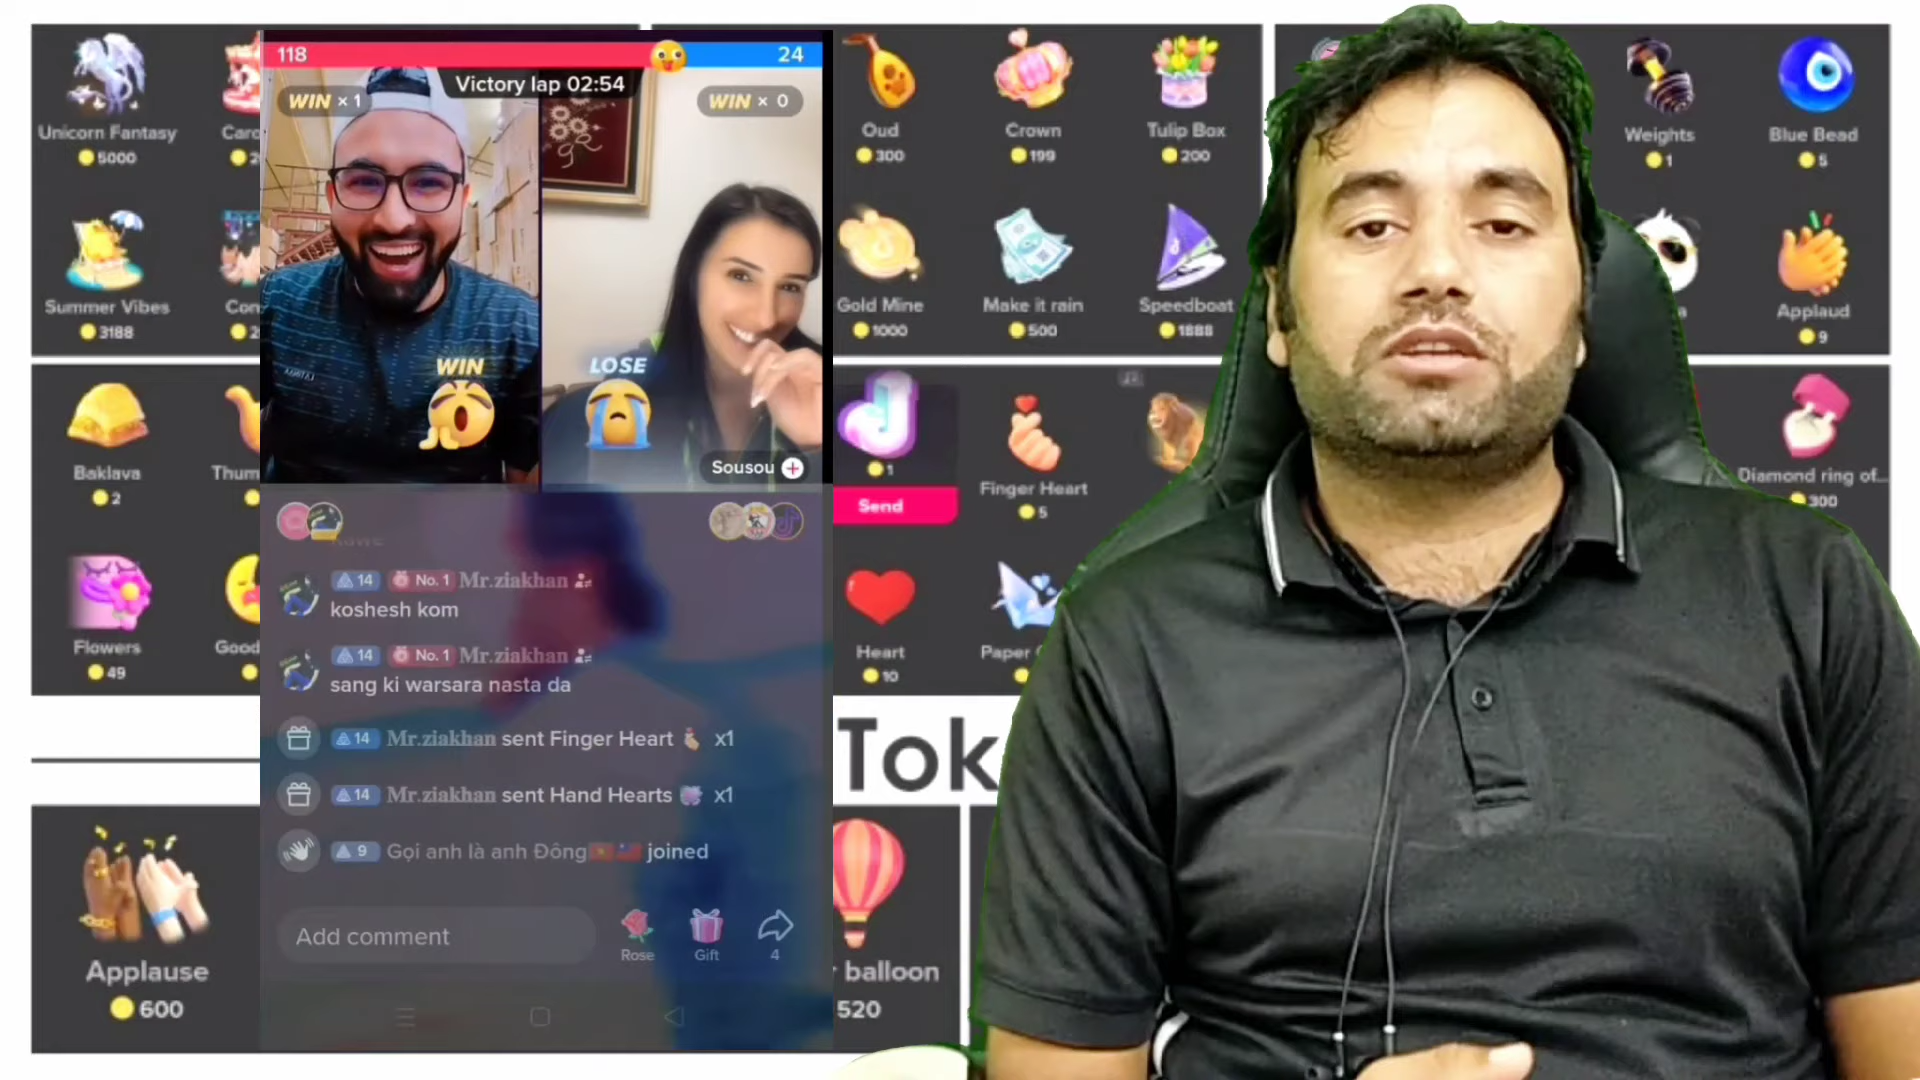 118
24
Victory lap 02:54
WIN × 1
WIN × 0
WIN
LOSE
Sousou
14 No. 1 Mr.ziakhan
koshesh kom
14 No. 1 Mr.ziakhan
sang ki warsara nasta da
14 Mr.ziakhan sent Finger Heart x1
14 Mr.ziakhan sent Hand Hearts x1
9 Gọi anh là anh Đông joined
Add comment
Rose
Gift
4
Unicorn Fantasy
5000
Summer Vibes
3188
Oud
300
Crown
199
Tulip Box
200
Gold Mine
1000
Make it rain
500
Speedboat
1888
Weights
1
Blue Bead
5
Applaud
9
Baklava
2
Thum
Flowers
49
Good
1
Send
Finger Heart
5
Heart
10
Paper
Diamond ring of...
300
Tok
Applause
600
balloon
520